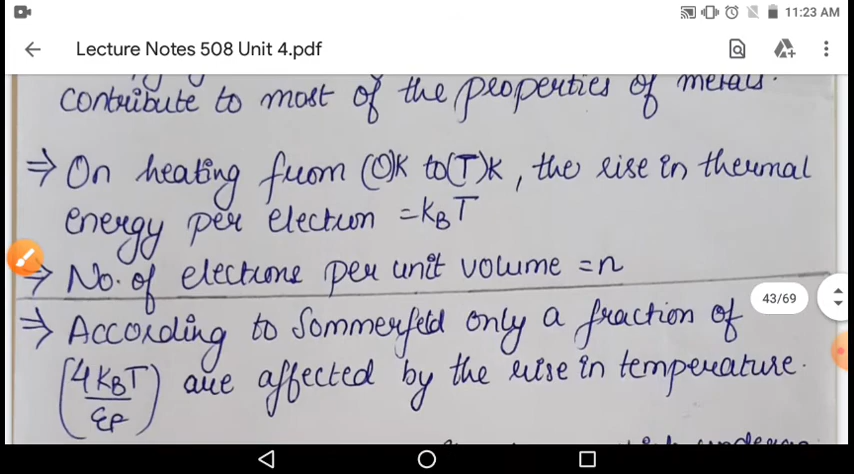 11:23 AM
Lecture Notes 508 Unit 4.pdf
contribute to most of the properties of metals.
⇒ On heating from (0)K to (T)K, the rise in thermal
energy per electron = KBT
⇒ No. of electrons per unit volume = n
43/69
⇒ According to Sommerfeld only a fraction of
(4KBT/εF) are affected by the rise in temperature.